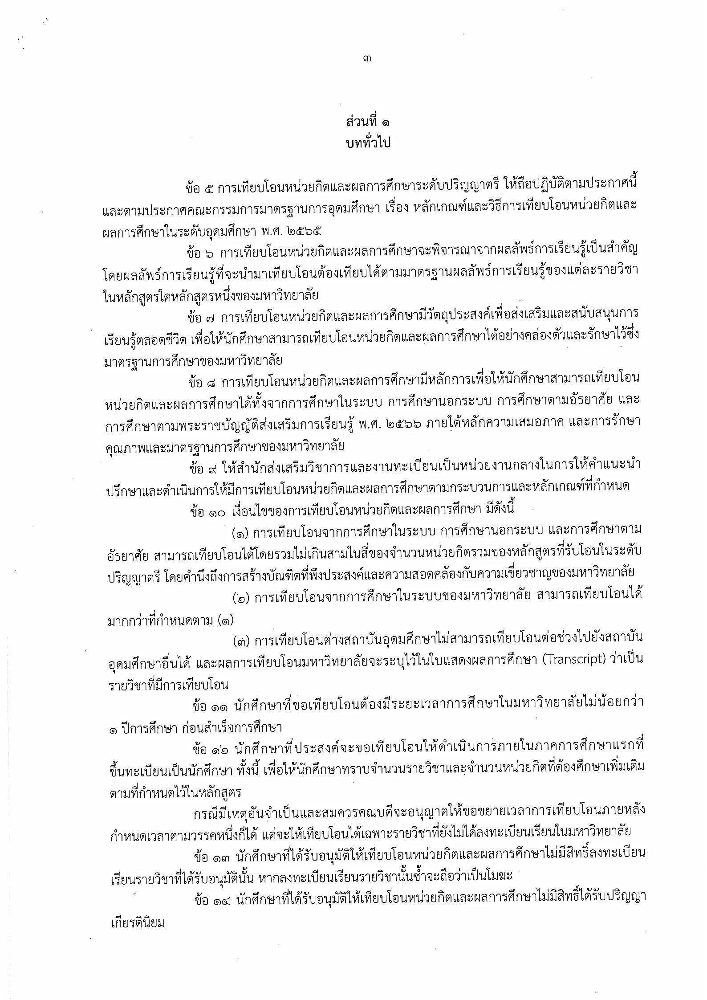 ๓
ส่วนที่ ๑
บททั่วไป
ข้อ ๕ การเทียบโอนหน่วยกิตและผลการศึกษาระดับปริญญาตรี ให้ถือปฏิบัติตามประกาศนี้
และตามประกาศคณะกรรมการมาตรฐานการอุดมศึกษา เรื่อง หลักเกณฑ์และวิธีการเทียบโอนหน่วยกิตและ
ผลการศึกษาในระดับอุดมศึกษา พ.ศ. ๒๕๖๕
ข้อ ๖ การเทียบโอนหน่วยกิตและผลการศึกษาจะพิจารณาจากผลลัพธ์การเรียนรู้เป็นสำคัญ
โดยผลลัพธ์การเรียนรู้ที่จะนำมาเทียบโอนต้องเทียบได้ตามมาตรฐานผลลัพธ์การเรียนรู้ของแต่ละรายวิชา
ในหลักสูตรใดหลักสูตรหนึ่งของมหาวิทยาลัย
ข้อ ๗ การเทียบโอนหน่วยกิตและผลการศึกษามีวัตถุประสงค์เพื่อส่งเสริมและสนับสนุนการ
เรียนรู้ตลอดชีวิต เพื่อให้นักศึกษาสามารถเทียบโอนหน่วยกิตและผลการศึกษาได้อย่างคล่องตัวและรักษาไว้ซึ่ง
มาตรฐานการศึกษาของมหาวิทยาลัย
ข้อ ๘ การเทียบโอนหน่วยกิตและผลการศึกษามีหลักการเพื่อให้นักศึกษาสามารถเทียบโอน
หน่วยกิตและผลการศึกษาได้ทั้งจากการศึกษาในระบบ การศึกษานอกระบบ การศึกษาตามอัธยาศัย และ
การศึกษาตามพระราชบัญญัติส่งเสริมการเรียนรู้ พ.ศ. ๒๕๖๖ ภายใต้หลักความเสมอภาค และการรักษา
คุณภาพและมาตรฐานการศึกษาของมหาวิทยาลัย
ข้อ ๙ ให้สำนักส่งเสริมวิชาการและงานทะเบียนเป็นหน่วยงานกลางในการให้คำแนะนำ
ปรึกษาและดำเนินการให้มีการเทียบโอนหน่วยกิตและผลการศึกษาตามกระบวนการและหลักเกณฑ์ที่กำหนด
ข้อ ๑๐ เงื่อนไขของการเทียบโอนหน่วยกิตและผลการศึกษา มีดังนี้
(๑) การเทียบโอนจากการศึกษาในระบบ การศึกษานอกระบบ และการศึกษาตาม
อัธยาศัย สามารถเทียบโอนได้โดยรวมไม่เกินสามในสี่ของจำนวนหน่วยกิตรวมของหลักสูตรที่รับโอนในระดับ
ปริญญาตรี โดยคำนึงถึงการสร้างบัณฑิตที่พึงประสงค์และความสอดคล้องกับความเชี่ยวชาญของมหาวิทยาลัย
(๒) การเทียบโอนจากการศึกษาในระบบของมหาวิทยาลัย สามารถเทียบโอนได้
มากกว่าที่กำหนดตาม (๑)
(๓) การเทียบโอนต่างสถาบันอุดมศึกษาไม่สามารถเทียบโอนต่อช่วงไปยังสถาบัน
อุดมศึกษาอื่นได้ และผลการเทียบโอนมหาวิทยาลัยจะระบุไว้ในใบแสดงผลการศึกษา (Transcript) ว่าเป็น
รายวิชาที่มีการเทียบโอน
ข้อ ๑๑ นักศึกษาที่ขอเทียบโอนต้องมีระยะเวลาการศึกษาในมหาวิทยาลัยไม่น้อยกว่า
๑ ปีการศึกษา ก่อนสำเร็จการศึกษา
ข้อ ๑๒ นักศึกษาที่ประสงค์จะขอเทียบโอนให้ดำเนินการภายในภาคการศึกษาแรกที่
ขึ้นทะเบียนเป็นนักศึกษา ทั้งนี้ เพื่อให้นักศึกษาทราบจำนวนรายวิชาและจำนวนหน่วยกิตที่ต้องศึกษาเพิ่มเติม
ตามที่กำหนดไว้ในหลักสูตร
กรณีมีเหตุอันจำเป็นและสมควรคณบดีจะอนุญาตให้ขอขยายเวลาการเทียบโอนภายหลัง
กำหนดเวลาตามวรรคหนึ่งก็ได้ แต่จะให้เทียบโอนได้เฉพาะรายวิชาที่ยังไม่ได้ลงทะเบียนเรียนในมหาวิทยาลัย
ข้อ ๑๓ นักศึกษาที่ได้รับอนุมัติให้เทียบโอนหน่วยกิตและผลการศึกษาไม่มีสิทธิ์ลงทะเบียน
เรียนรายวิชาที่ได้รับอนุมัตินั้น หากลงทะเบียนเรียนรายวิชานั้นซ้ำจะถือว่าเป็นโมฆะ
ข้อ ๑๔ นักศึกษาที่ได้รับอนุมัติให้เทียบโอนหน่วยกิตและผลการศึกษาไม่มีสิทธิ์ได้รับปริญญา
เกียรตินิยม